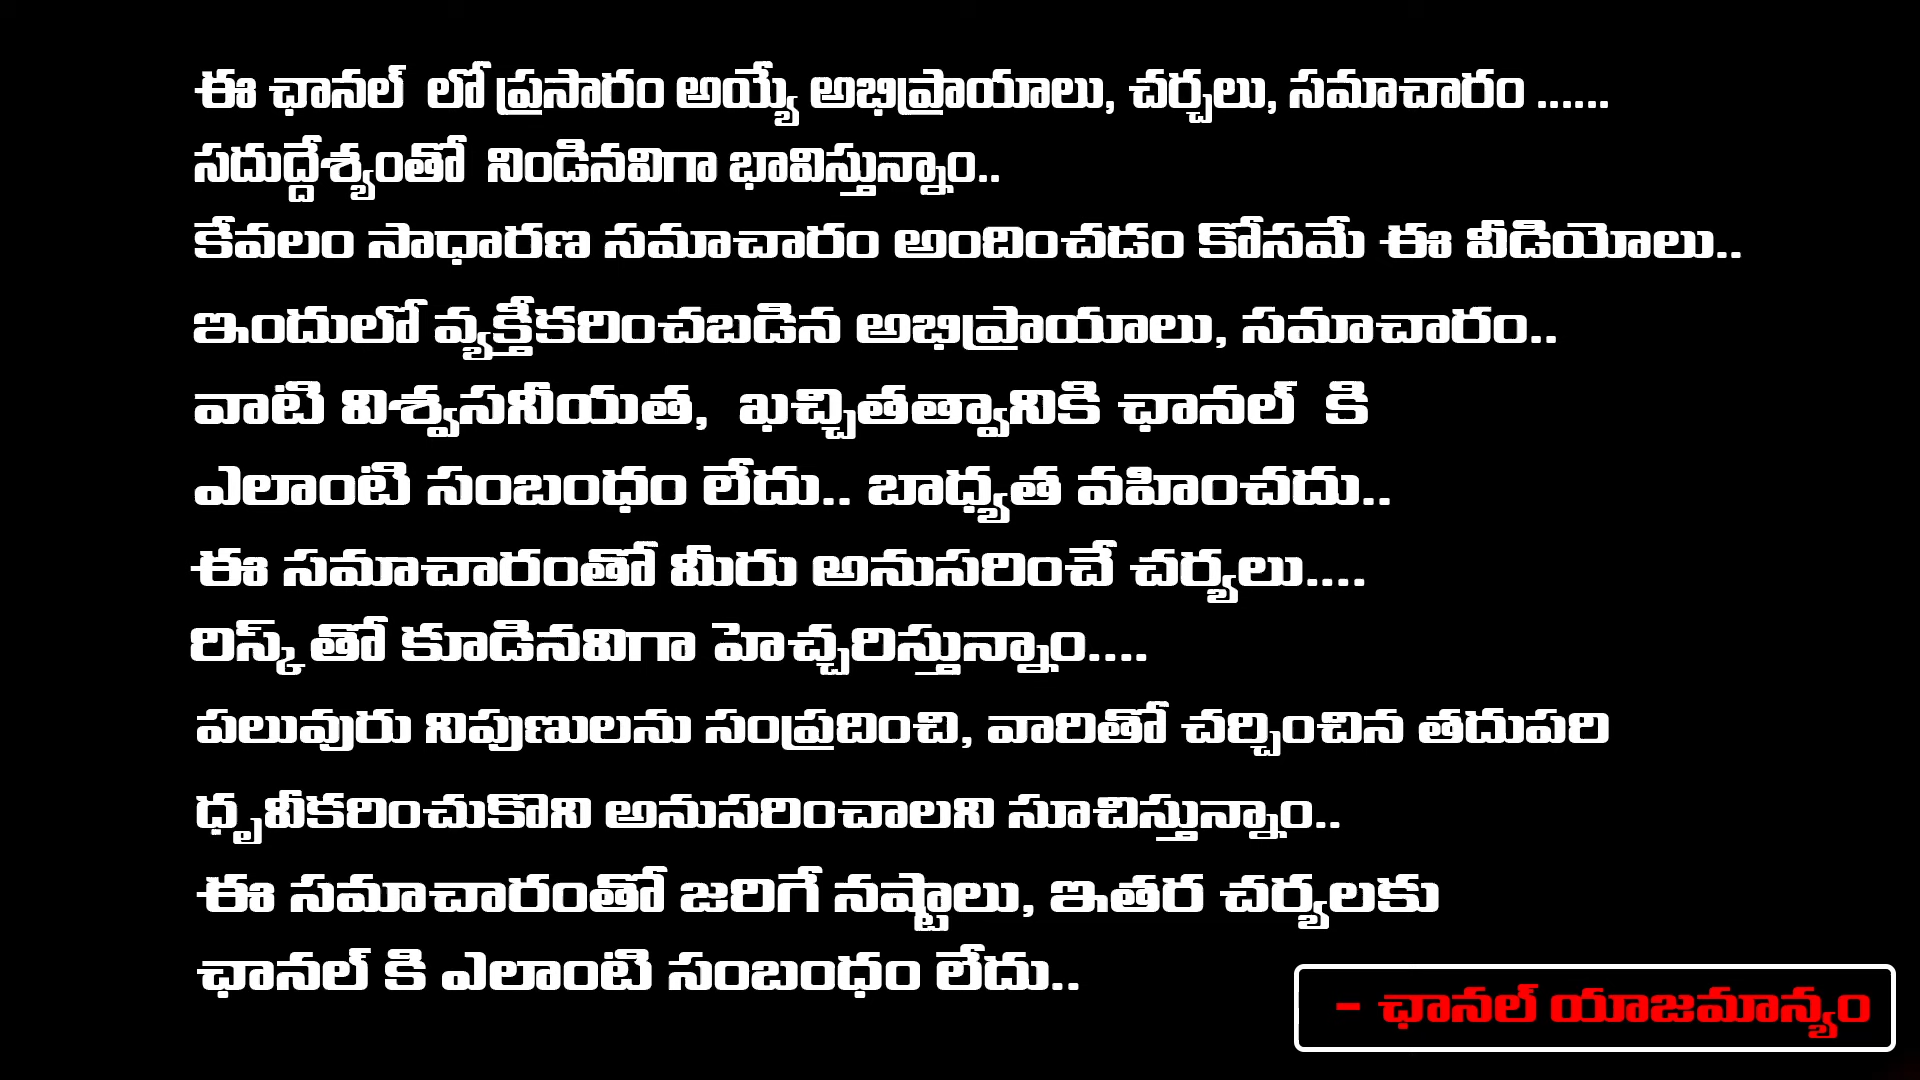 ఈ ఛానల్ లో ప్రసారం అయ్యే అభిప్రాయాలు, చర్చలు, సమాచారం ......
సదుద్దేశ్యంతో నిండినవిగా భావిస్తున్నాం..
కేవలం సాధారణ సమాచారం అందించడం కోసమే ఈ వీడియోలు..
ఇందులో వ్యక్తీకరించబడిన అభిప్రాయాలు, సమాచారం..
వాటి విశ్వసనీయత, ఖచ్చితత్వానికి ఛానల్ కి
ఎలాంటి సంబంధం లేదు.. బాధ్యత వహించదు..
ఈ సమాచారంతో మీరు అనుసరించే చర్యలు....
రిస్క్ తో కూడినవిగా హెచ్చరిస్తున్నాం....
పలువురు నిపుణులను సంప్రదించి, వారితో చర్చించిన తదుపరి
ధృవీకరించుకొని అనుసరించాలని సూచిస్తున్నాం..
ఈ సమాచారంతో జరిగే నష్టాలు, ఇతర చర్యలకు
ఛానల్ కి ఎలాంటి సంబంధం లేదు..
- ఛానల్ యాజమాన్యం